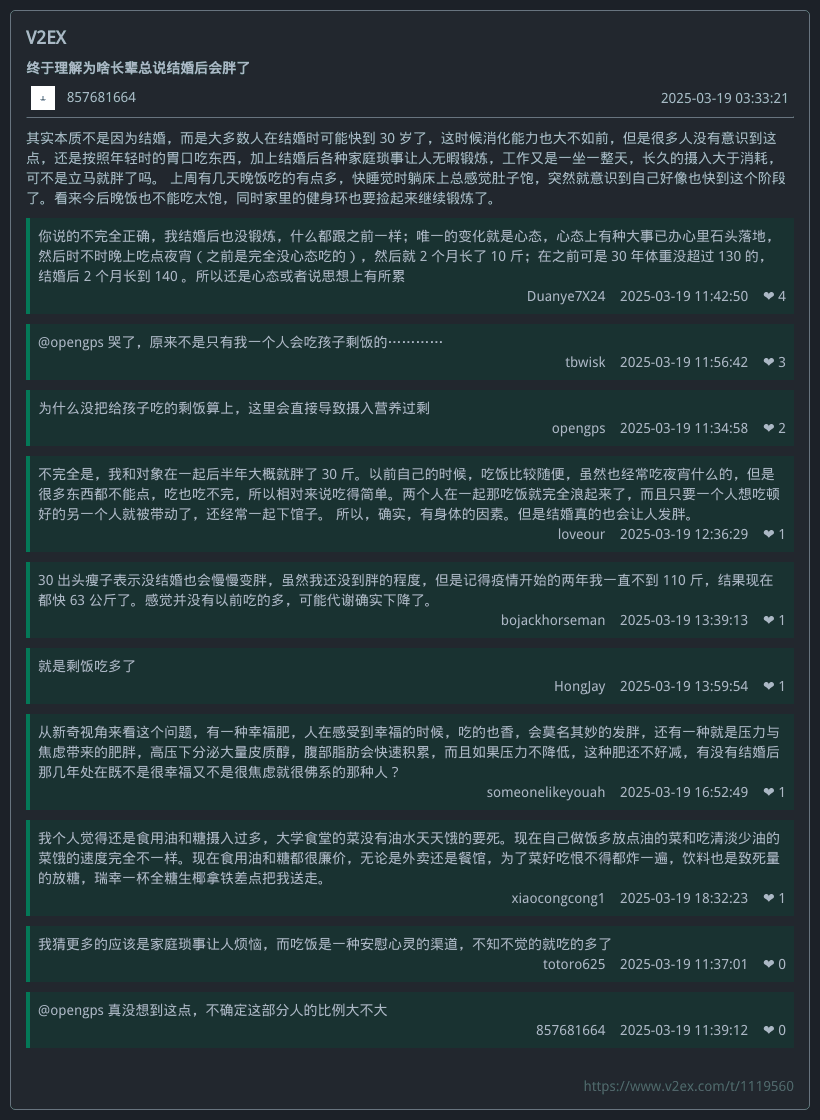 V2EX
终于理解为啥长辈总说结婚后会胖了
857681664
2025-03-19 03:33:21
其实本质不是因为结婚，而是大多数人在结婚时可能快到 30 岁了，这时候消化能力也大不如前，但是很多人没有意识到这
点，还是按照年轻时的胃口吃东西，加上结婚后各种家庭琐事让人无暇锻炼，工作又是一坐一整天，长久的摄入大于消耗，
可不是立马就胖了吗。 上周有几天晚饭吃的有点多，快睡觉时躺床上总感觉肚子饱，突然就意识到自己好像也快到这个阶段
了。看来今后晚饭也不能吃太饱，同时家里的健身环也要捡起来继续锻炼了。
你说的不完全正确，我结婚后也没锻炼，什么都跟之前一样；唯一的变化就是心态，心态上有种大事已办心里石头落地，
然后时不时晚上吃点夜宵（之前是完全没心态吃的），然后就 2 个月长了 10 斤；在之前可是 30 年体重没超过 130 的，
结婚后 2 个月长到 140 。所以还是心态或者说思想上有所累
Duanye7X24 2025-03-19 11:42:50 ❤ 4
@opengps 哭了，原来不是只有我一个人会吃孩子剩饭的…………
tbwisk 2025-03-19 11:56:42 ❤ 3
为什么没把给孩子吃的剩饭算上，这里会直接导致摄入营养过剩
opengps 2025-03-19 11:34:58 ❤ 2
不完全是，我和对象在一起后半年大概就胖了 30 斤。以前自己的时候，吃饭比较随便，虽然也经常吃夜宵什么的，但是
很多东西都不能点，吃也吃不完，所以相对来说吃得简单。两个人在一起那吃饭就完全浪起来了，而且只要一个人想吃顿
好的另一个人就被带动了，还经常一起下馆子。 所以，确实，有身体的因素。但是结婚真的也会让人发胖。
loveour 2025-03-19 12:36:29 ❤ 1
30 出头瘦子表示没结婚也会慢慢变胖，虽然我还没到胖的程度，但是记得疫情开始的两年我一直不到 110 斤，结果现在
都快 63 公斤了。感觉并没有以前吃的多，可能代谢确实下降了。
bojackhorseman 2025-03-19 13:39:13 ❤ 1
就是剩饭吃多了
HongJay 2025-03-19 13:59:54 ❤ 1
从新奇视角来看这个问题，有一种幸福肥，人在感受到幸福的时候，吃的也香，会莫名其妙的发胖，还有一种就是压力与
焦虑带来的肥胖，高压下分泌大量皮质醇，腹部脂肪会快速积累，而且如果压力不降低，这种肥还不好减，有没有结婚后
那几年处在既不是很幸福又不是很焦虑就很佛系的那种人？
someonelikeyouah 2025-03-19 16:52:49 ❤ 1
我个人觉得还是食用油和糖摄入过多，大学食堂的菜没有油水天天饿的要死。现在自己做饭多放点油的菜和吃清淡少油的
菜饿的速度完全不一样。现在食用油和糖都很廉价，无论是外卖还是餐馆，为了菜好吃恨不得都炸一遍，饮料也是致死量
的放糖，瑞幸一杯全糖生椰拿铁差点把我送走。
xiaocongcong1 2025-03-19 18:32:23 ❤ 1
我猜更多的应该是家庭琐事让人烦恼，而吃饭是一种安慰心灵的渠道，不知不觉的就吃的多了
totoro625 2025-03-19 11:37:01 ❤ 0
@opengps 真没想到这点，不确定这部分人的比例大不大
857681664 2025-03-19 11:39:12 ❤ 0
https://www.v2ex.com/t/1119560